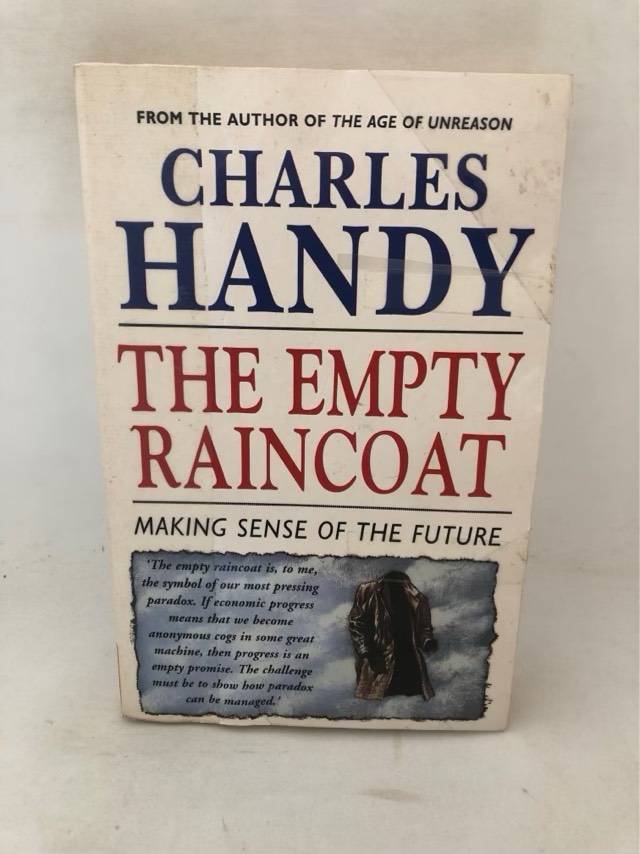 FROM THE AUTHOR OF THE AGE OF UNREASON
CHARLES
HANDY
THE EMPTY
RAINCOAT
MAKING SENSE OF THE FUTURE
'The empty raincoat is, to me,
the symbol of our most pressing
paradox. If economic progress
means that we become
anonymous cogs in some great
machine, then progress is an
empty promise. The challenge
must be to show how paradox
can be managed.'